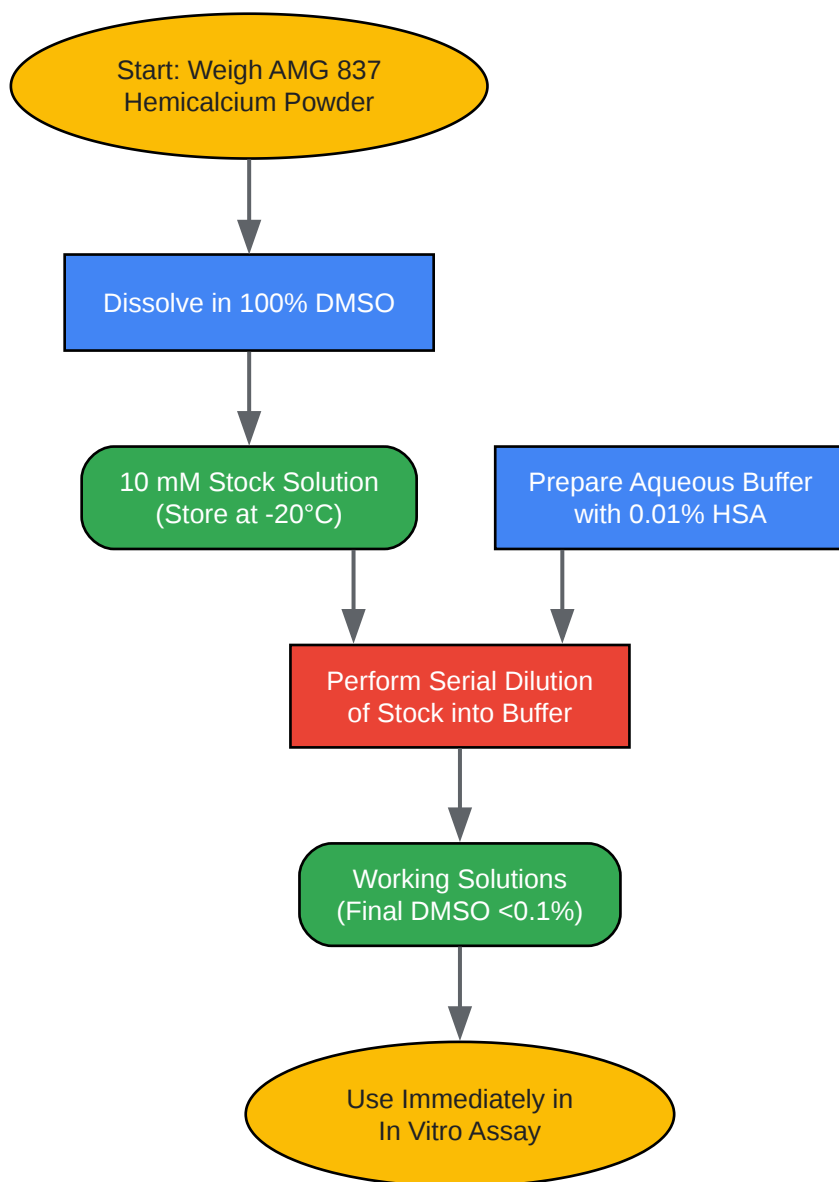 Start: Weigh AMG 837
Hemicalcium Powder
Dissolve in 100% DMSO
10 mM Stock Solution
(Store at -20°C)
Prepare Aqueous Buffer
with 0.01% HSA
Perform Serial Dilution
of Stock into Buffer
Working Solutions
(Final DMSO <0.1%)
Use Immediately in
In Vitro Assay